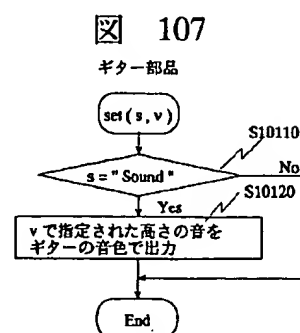 図 107
ギター部品
set ( s , v )
S10110
s = " Sound "
No
Yes
S10120
v で指定された高さの音を
ギターの音色で出力
End